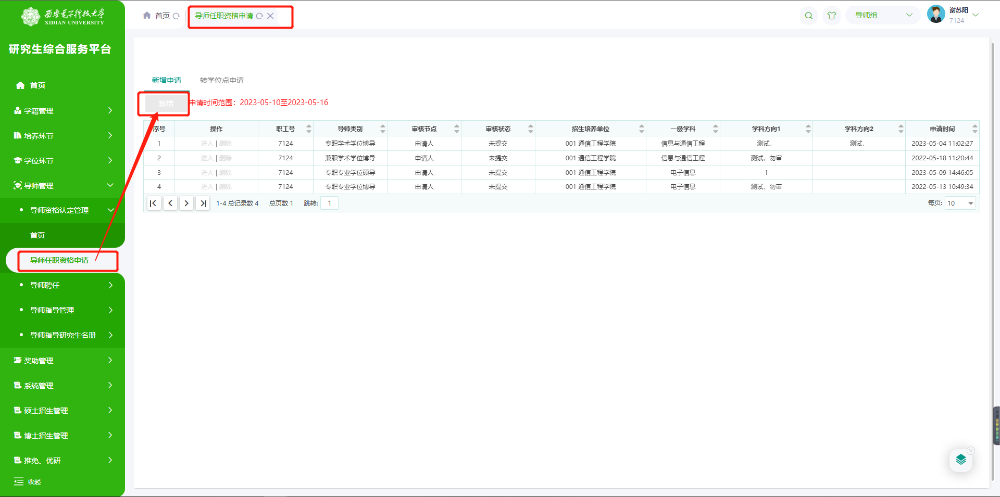 西安电子科技大学
XIDIAN UNIVERSITY
研究生综合服务平台
首页
学籍管理
培养环节
学位环节
导师管理
导师资格认定管理
首页
导师任职资格申请
导师聘任
导师指导管理
导师指导研究生名册
奖助管理
系统管理
硕士招生管理
博士招生管理
推免、优研
收起
首页 导师任职资格申请
导师组
谢苏阳
7124
新增申请 转学位点申请
新增 申请时间范围：2023-05-10至2023-05-16
序号 操作 职工号 导师类别 审核节点 审核状态 招生培养单位 一级学科 学科方向1 学科方向2 申请时间
1 进入 | 删除 7124 专职学术学位博导 申请人 未提交 001 通信工程学院 信息与通信工程 测试， 测试， 2023-05-04 11:02:27
2 进入 | 删除 7124 兼职学术学位博导 申请人 未提交 001 通信工程学院 信息与通信工程 测试，勿审 2022-05-18 11:20:44
3 进入 | 删除 7124 专职专业学位硕导 申请人 未提交 001 通信工程学院 电子信息 1 2023-05-09 14:46:05
4 进入 | 删除 7124 专职专业学位博导 申请人 未提交 001 通信工程学院 电子信息 测试，勿审 2022-05-13 10:49:34
1-4 总记录数 4 总页数 1 跳转: 1 每页: 10